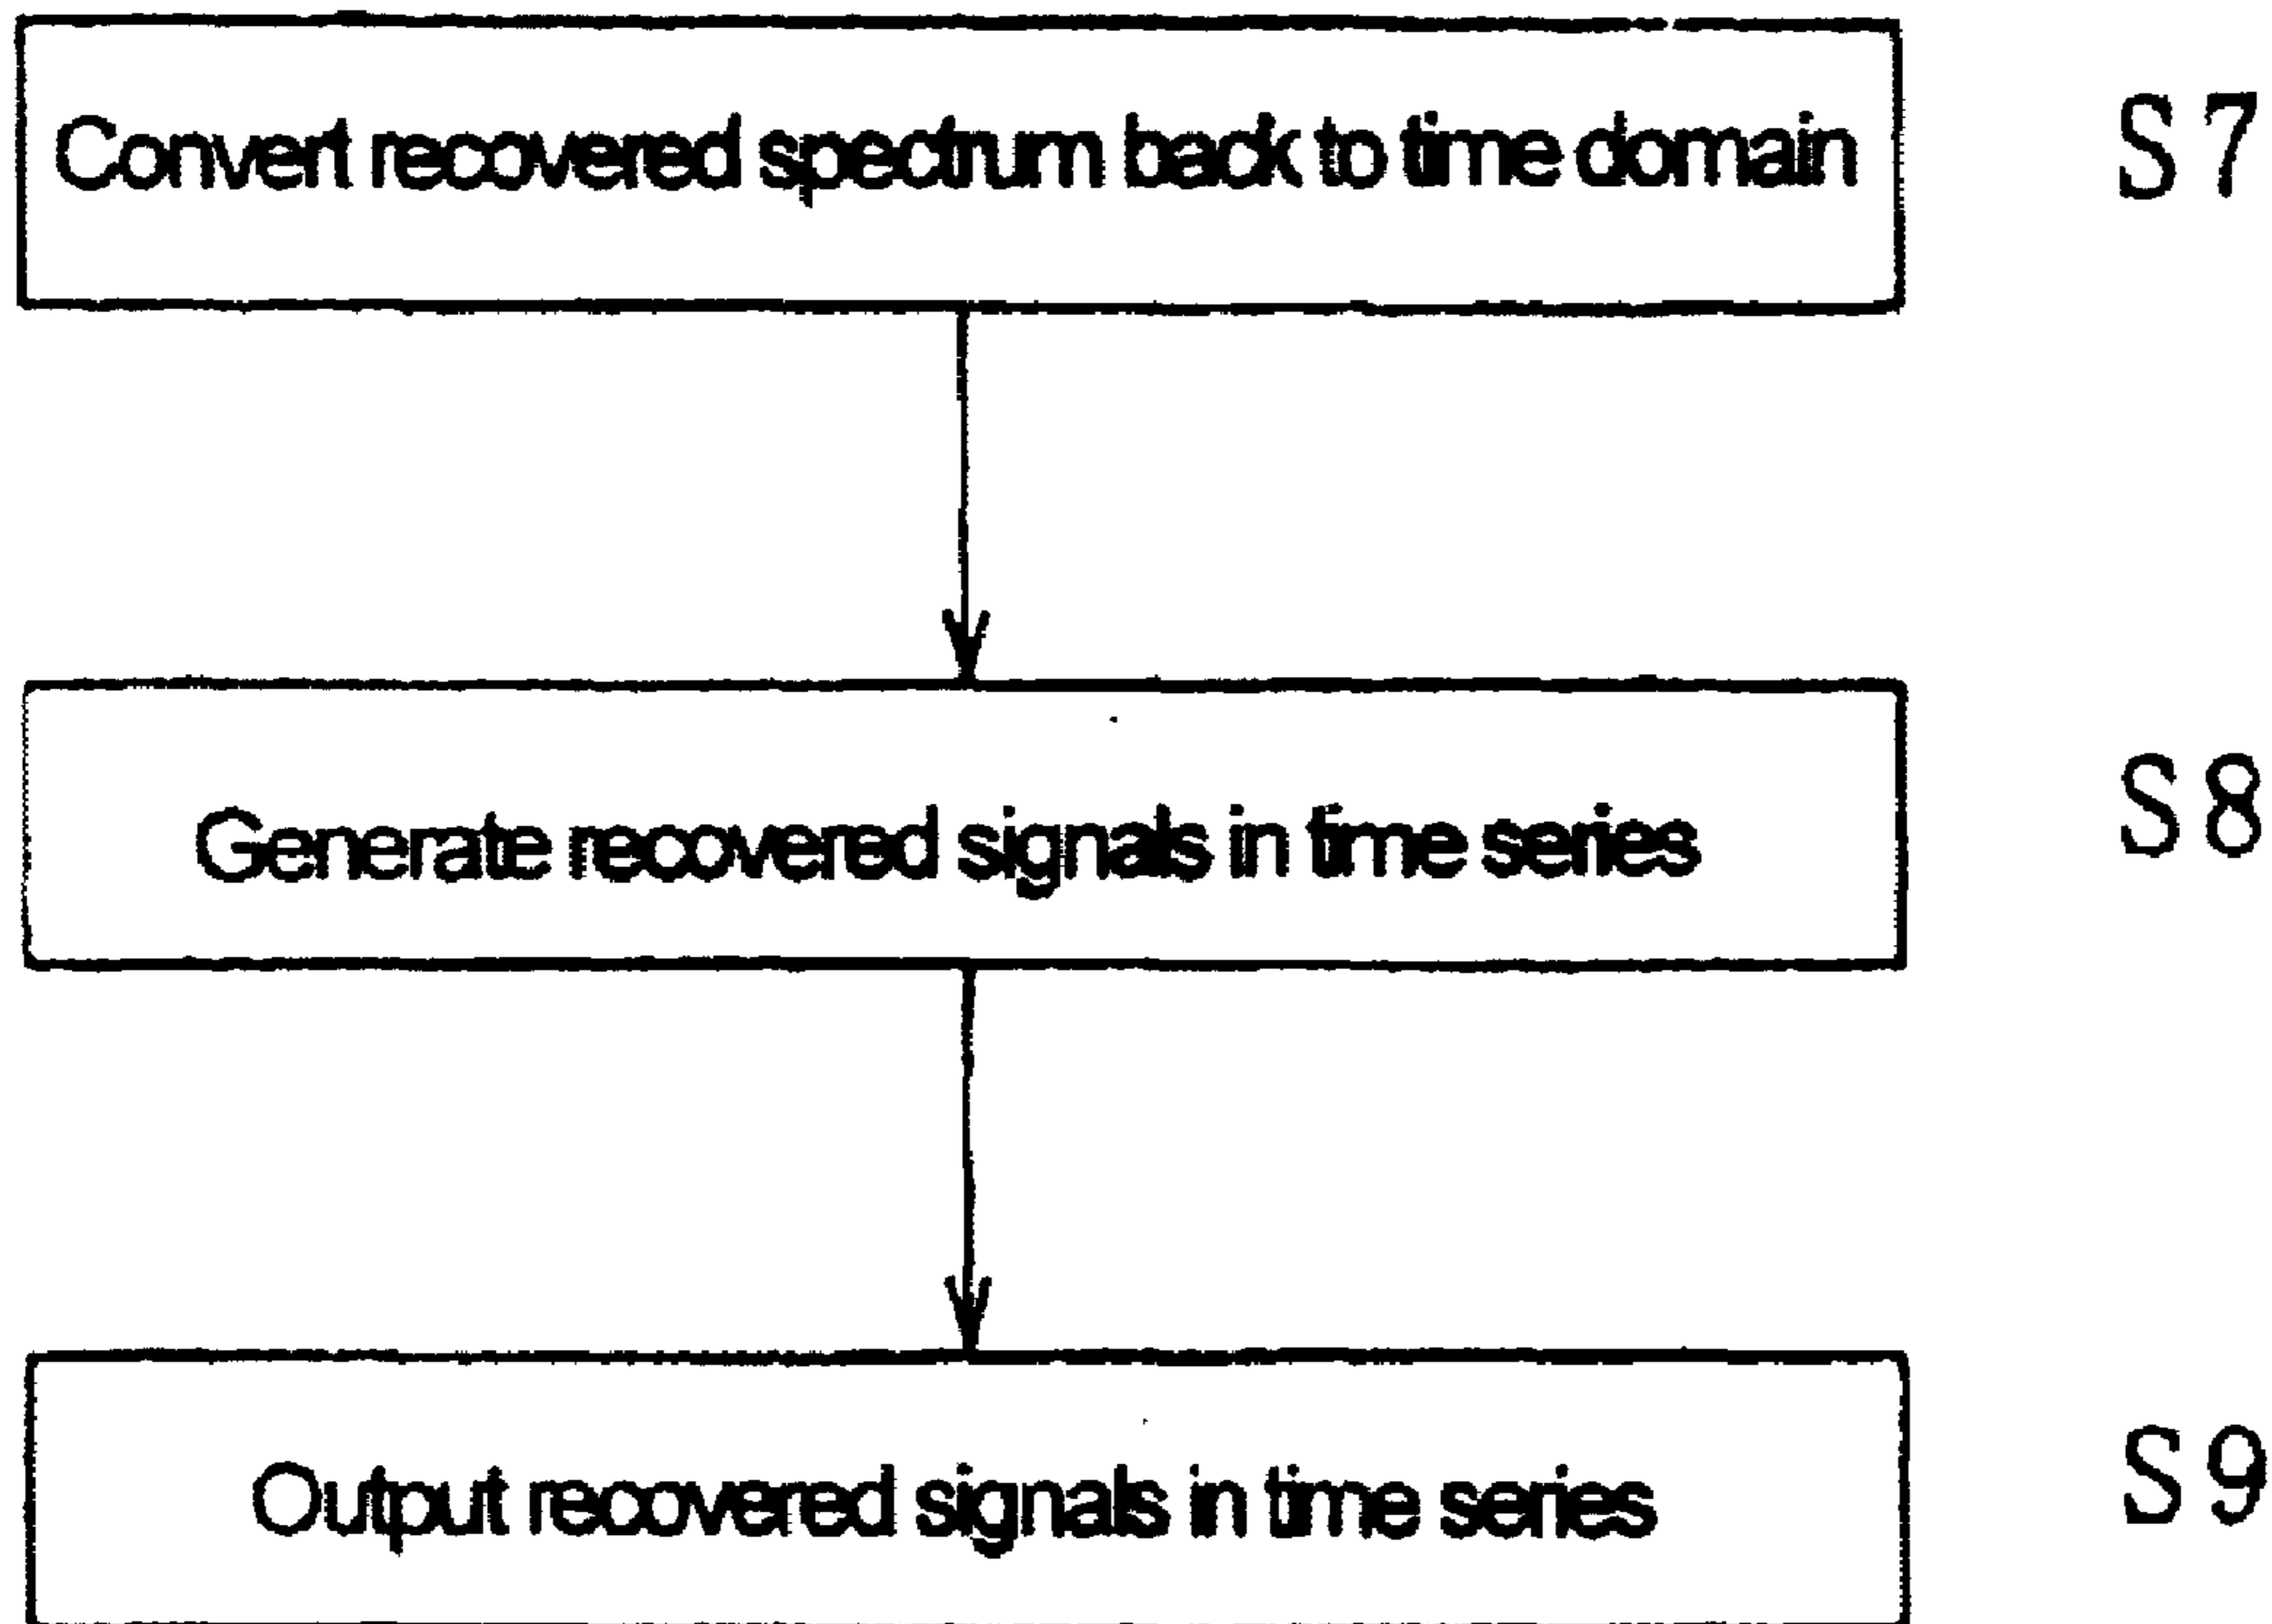 Convert recovered spectrum back to time domain S7
Generate recovered signals in time series S8
Output recovered signals in time series S9